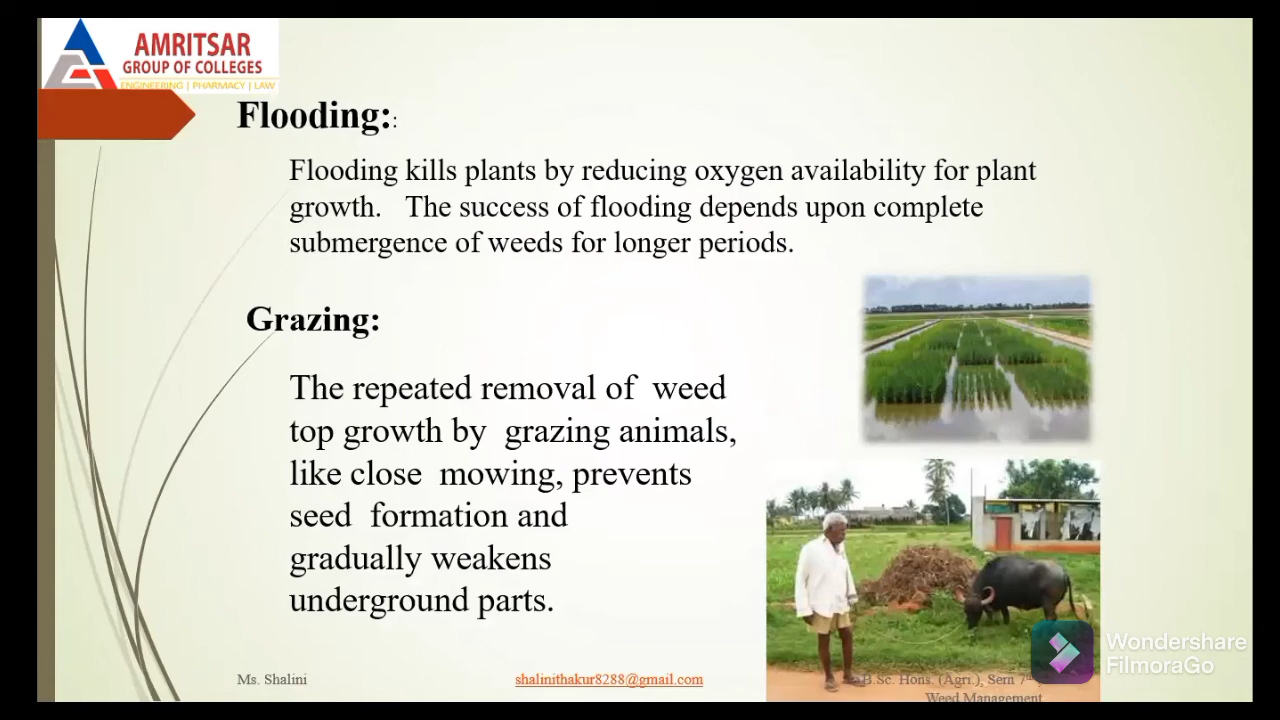 AMRITSAR
GROUP OF COLLEGES
ENGINEERING | PHARMACY | LAW
Flooding::
Flooding kills plants by reducing oxygen availability for plant
growth. The success of flooding depends upon complete
submergence of weeds for longer periods.
Grazing:
The repeated removal of weed
top growth by grazing animals,
like close mowing, prevents
seed formation and
gradually weakens
underground parts.
Wondershare
FilmoraGo
Ms. Shalini
shalinithakur8288@gmail.com
B.Sc. Hons. (Agri.), Sem 7th
Weed Management